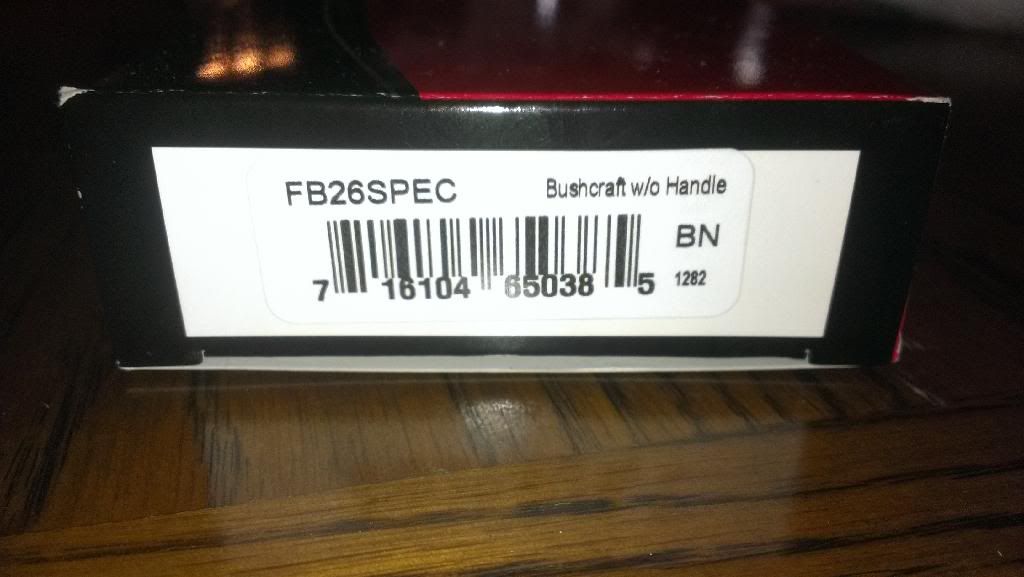 FB26SPEC Bushcraft w/o Handle
BN
7 16104 65038 5 1282